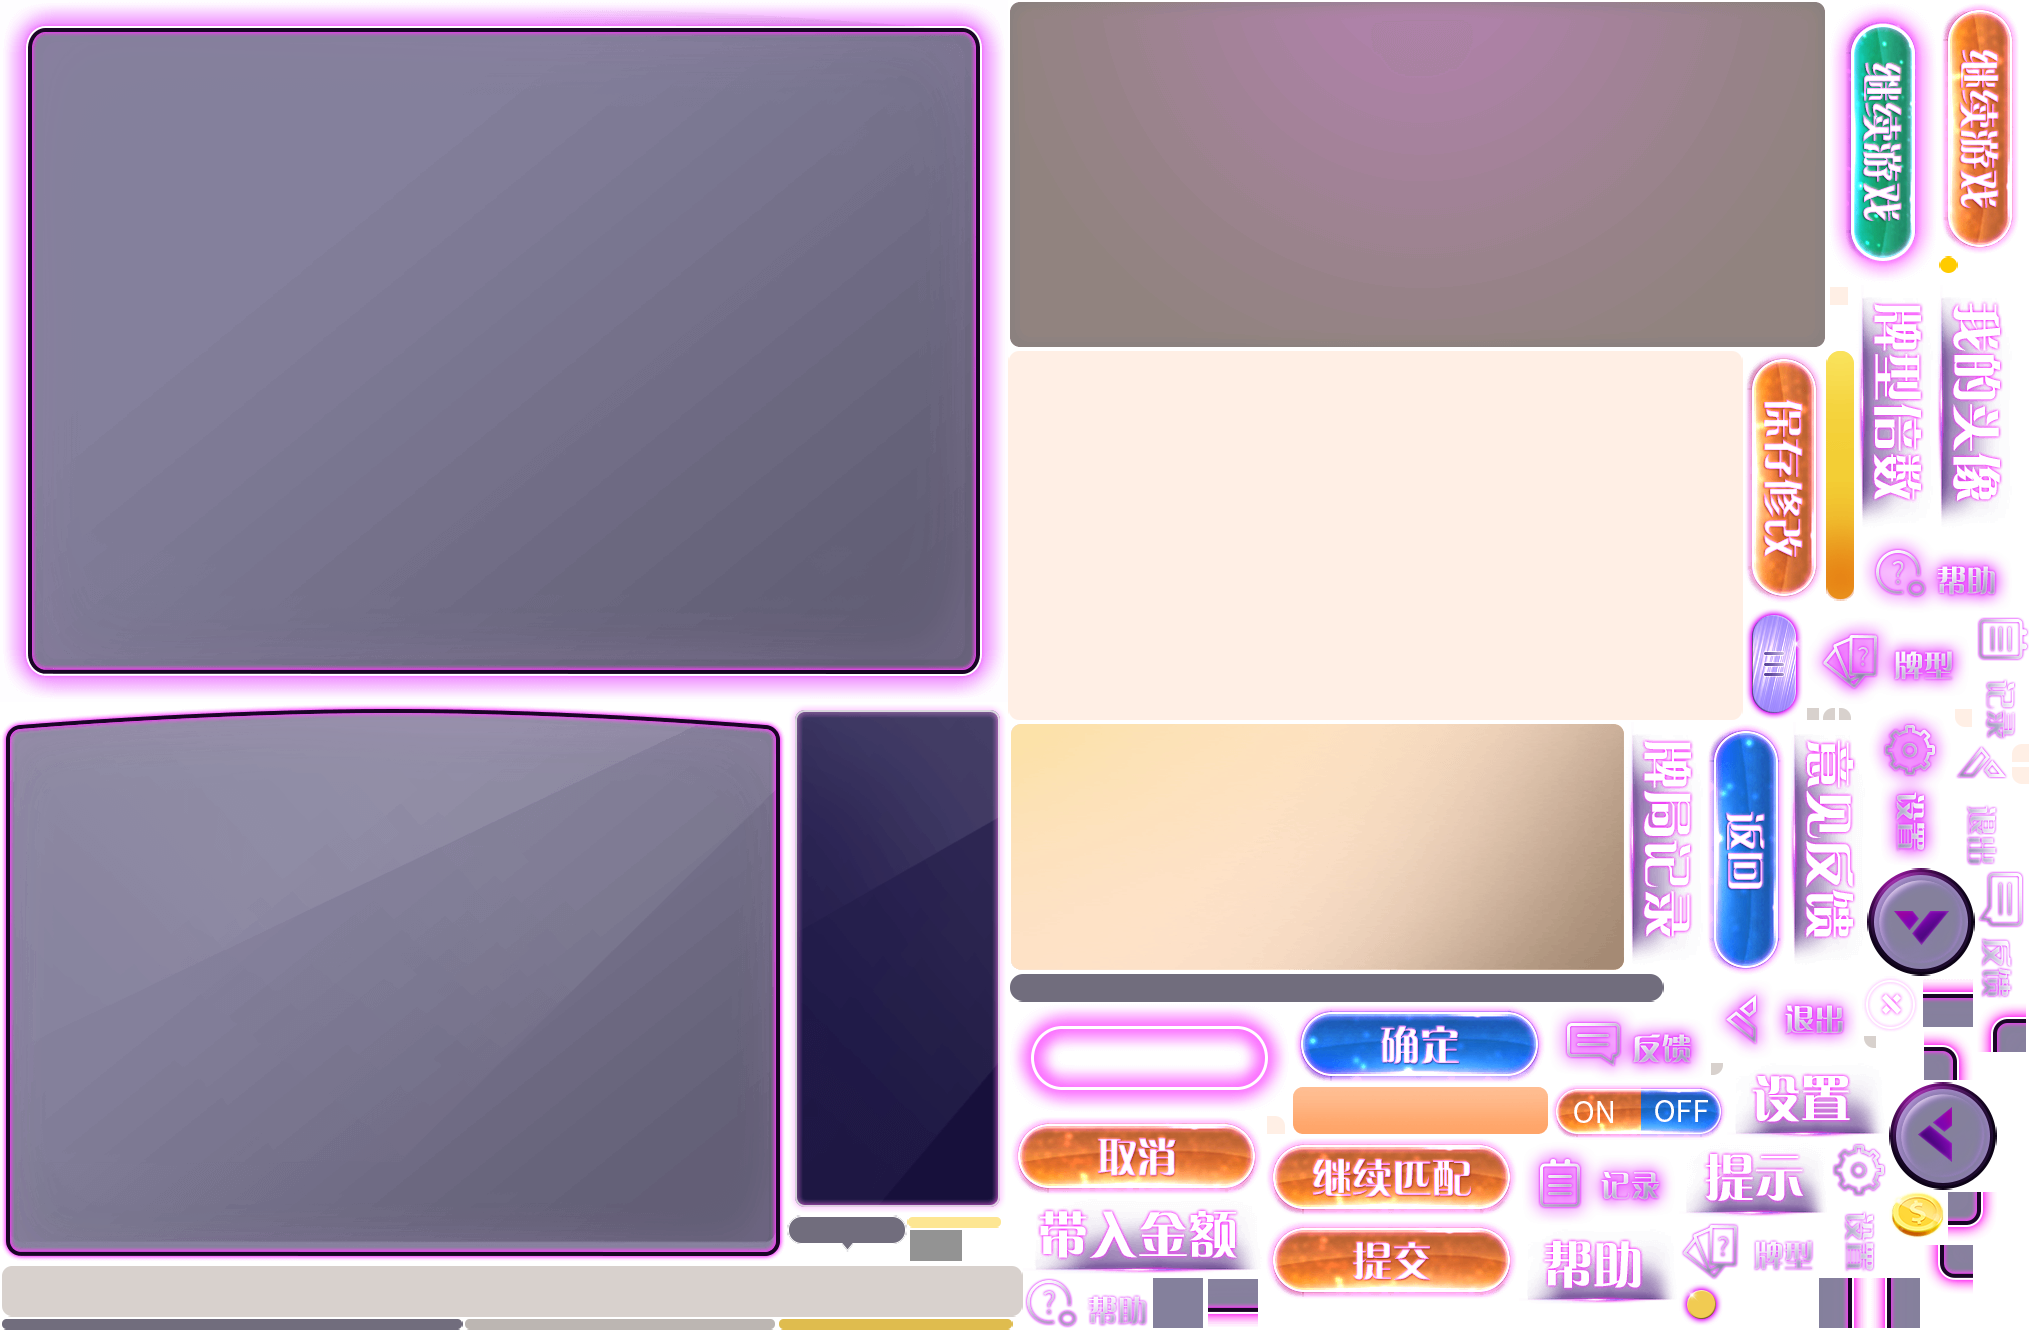 继续游戏
继续游戏
牌型倍数
我的头像
保存修改
? 帮助
? 牌型
记录
牌局记录
返回
意见反馈
设置
退出
反馈
确定
反馈
退出
ON OFF
设置
取消
继续匹配
记录
提示
带入金额
提交
帮助
? 牌型
设置
$
? 帮助